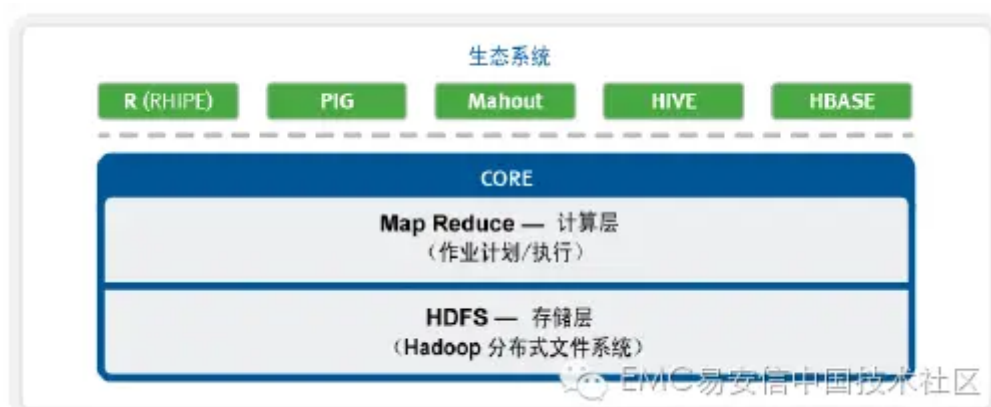 生态系统
R (RHIPE) PIG Mahout HIVE HBASE
CORE
Map Reduce — 计算层
（作业计划/执行）
HDFS — 存储层
（Hadoop 分布式文件系统）
EMC易安信中国技术社区